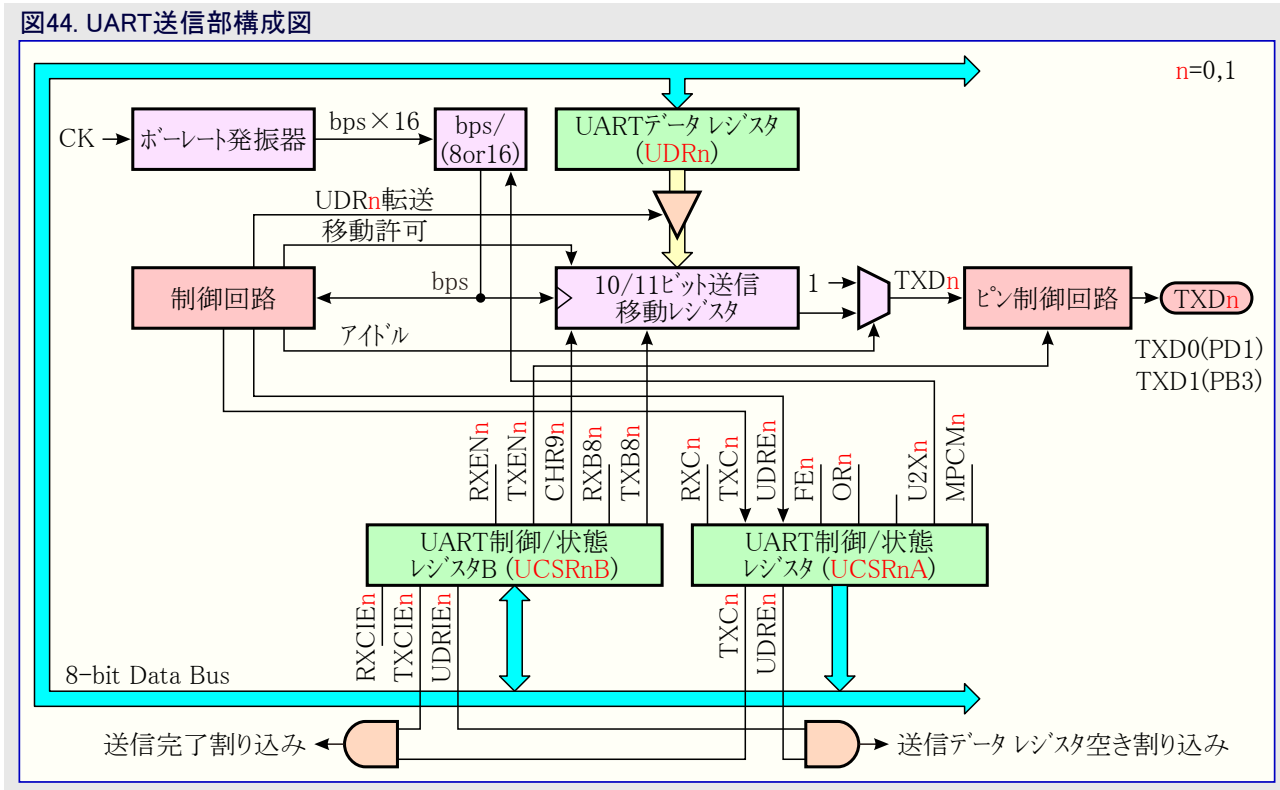 図44. UART送信部構成図
n=0,1
CK
ボーレート発振器
bps×16
bps/
(8or16)
UARTデータ レジスタ
(UDRn)
UDRn転送
移動許可
制御回路
bps
10/11ビット送信
移動レジスタ
1
TXDn
ピン制御回路
TXDn
アイドル
TXD0(PD1)
TXD1(PB3)
RXENn
TXENn
CHR9n
RXB8n
TXB8n
RXCn
TXCn
UDREn
FEn
ORn
U2Xn
MPCMn
UART制御/状態
レジスタB (UCSRnB)
UART制御/状態
レジスタ (UCSRnA)
RXCIEn
TXCIEn
UDRIEn
TXCn
UDREn
8-bit Data Bus
送信完了割り込み
送信データ レジスタ空き割り込み